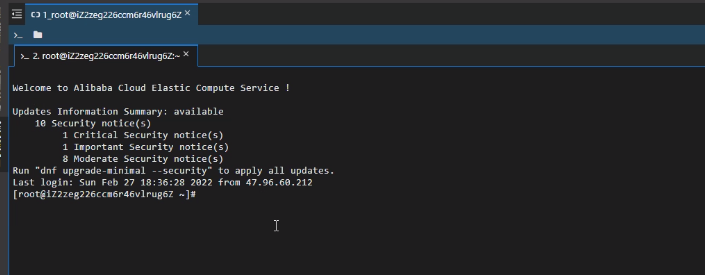 1_root@iZ2zeg226ccm6r46vlrug6Z
>_
>_ 2. root@iZ2zeg226ccm6r46vlrug6Z:~
Welcome to Alibaba Cloud Elastic Compute Service !
Updates Information Summary: available
10 Security notice(s)
1 Critical Security notice(s)
1 Important Security notice(s)
8 Moderate Security notice(s)
Run "dnf upgrade-minimal --security" to apply all updates.
Last login: Sun Feb 27 18:36:28 2022 from 47.96.60.212
[root@iZ2zeg226ccm6r46vlrug6Z ~]#